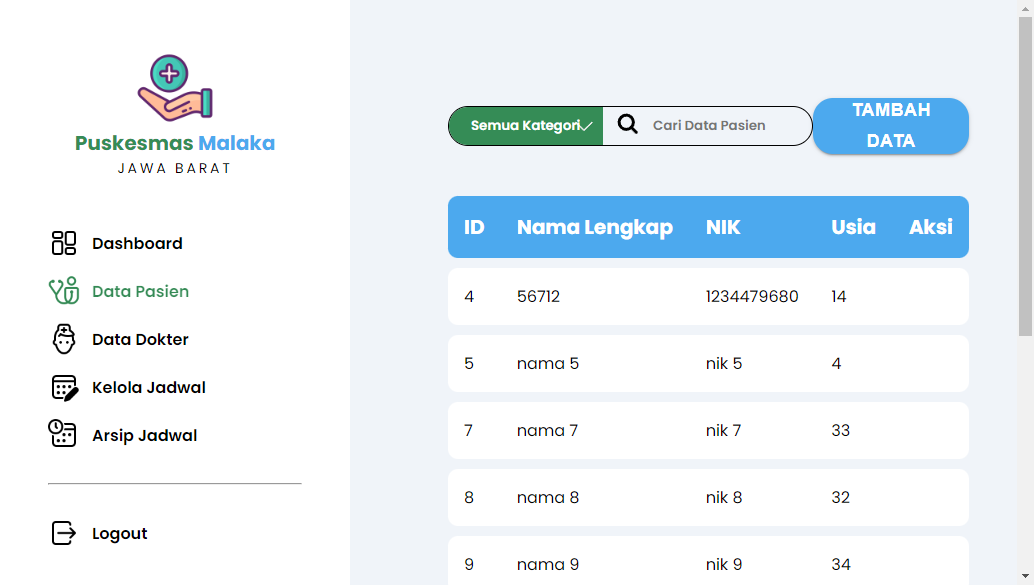 Puskesmas Malaka
JAWA BARAT
Dashboard
Data Pasien
Data Dokter
Kelola Jadwal
Arsip Jadwal
Logout
Semua Kategori
Cari Data Pasien
TAMBAH
DATA
ID Nama Lengkap NIK Usia Aksi
4 56712 1234479680 14
5 nama 5 nik 5 4
7 nama 7 nik 7 33
8 nama 8 nik 8 32
9 nama 9 nik 9 34